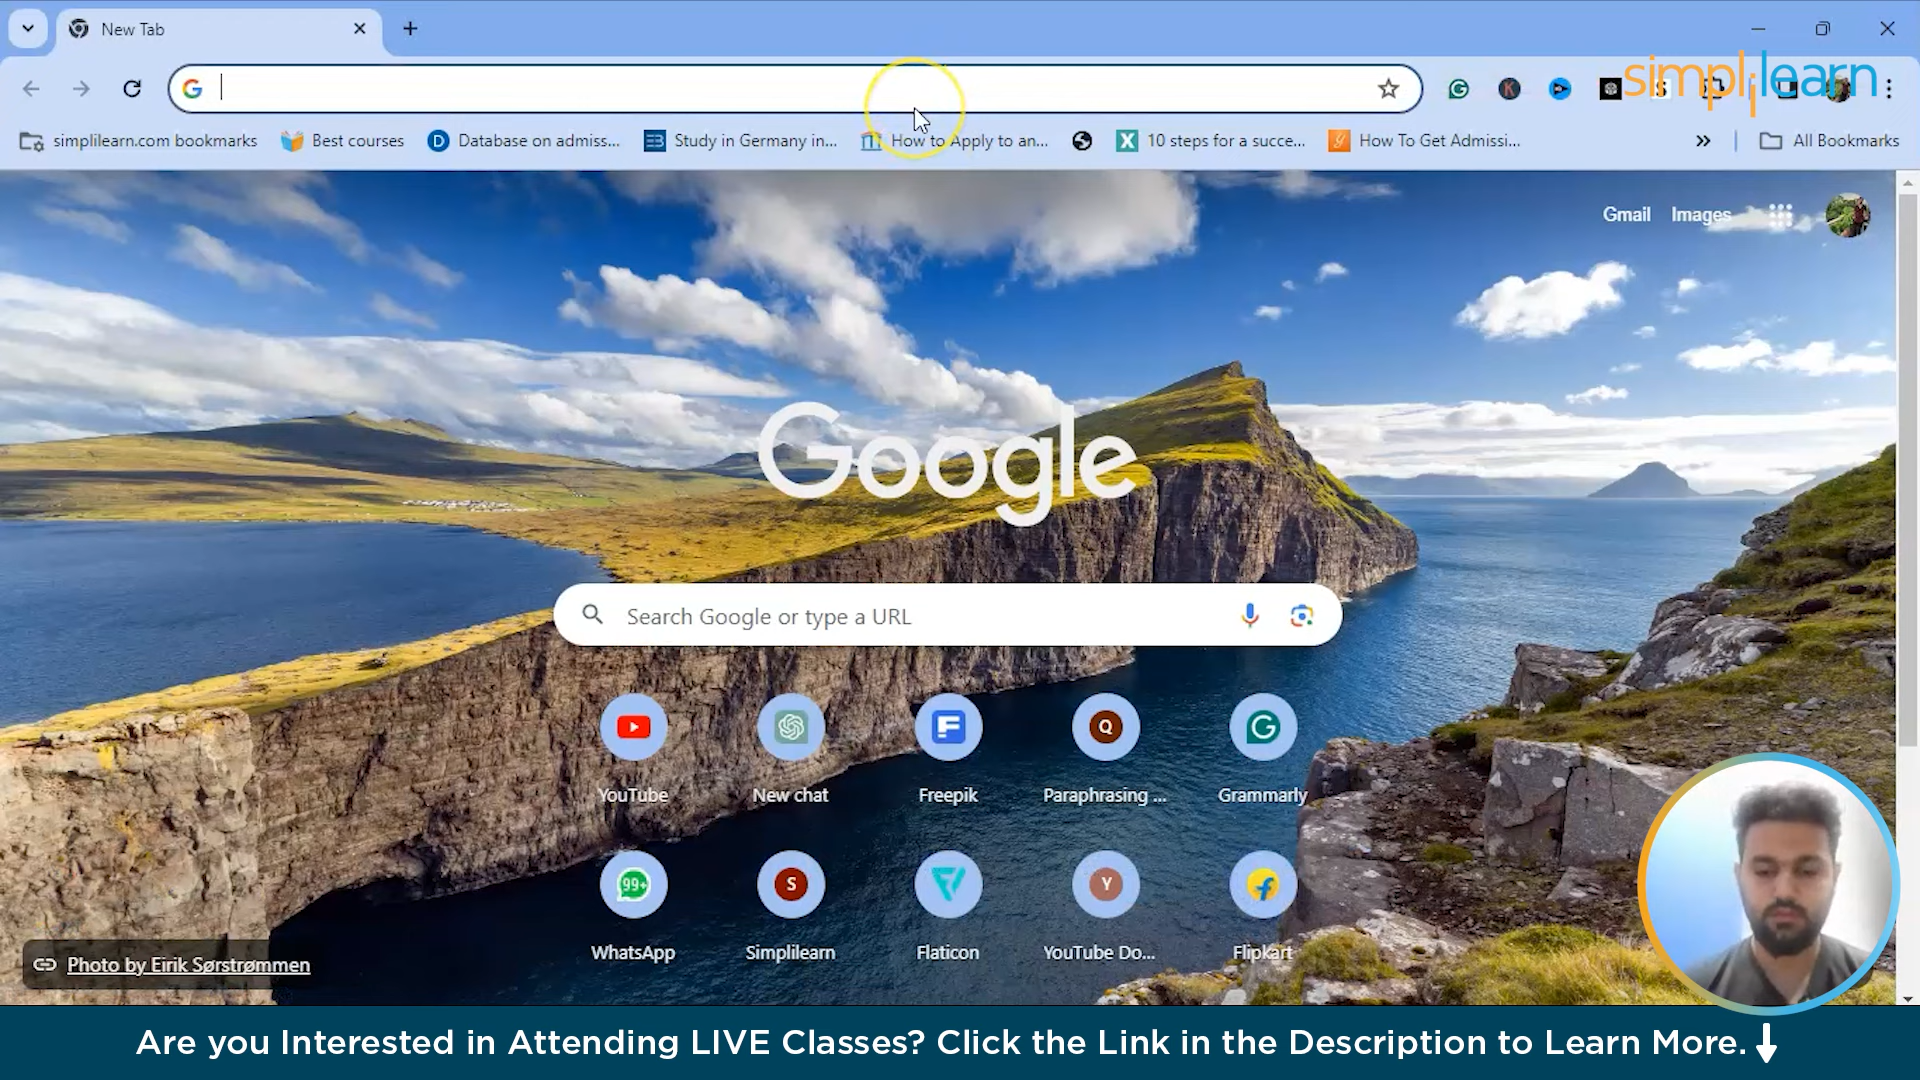 New Tab
simplilearn
simplilearn.com bookmarks
Best courses
Database on admiss...
Study in Germany in...
How to Apply to an...
10 steps for a succe...
How To Get Admissi...
All Bookmarks
Gmail
Images
Google
Search Google or type a URL
YouTube
New chat
Freepik
Paraphrasing ...
Grammarly
99+
S
Y
WhatsApp
Simplilearn
Flaticon
YouTube Do...
Flipkart
Photo by Eirik Sørstrømmen
Are you Interested in Attending LIVE Classes? Click the Link in the Description to Learn More.